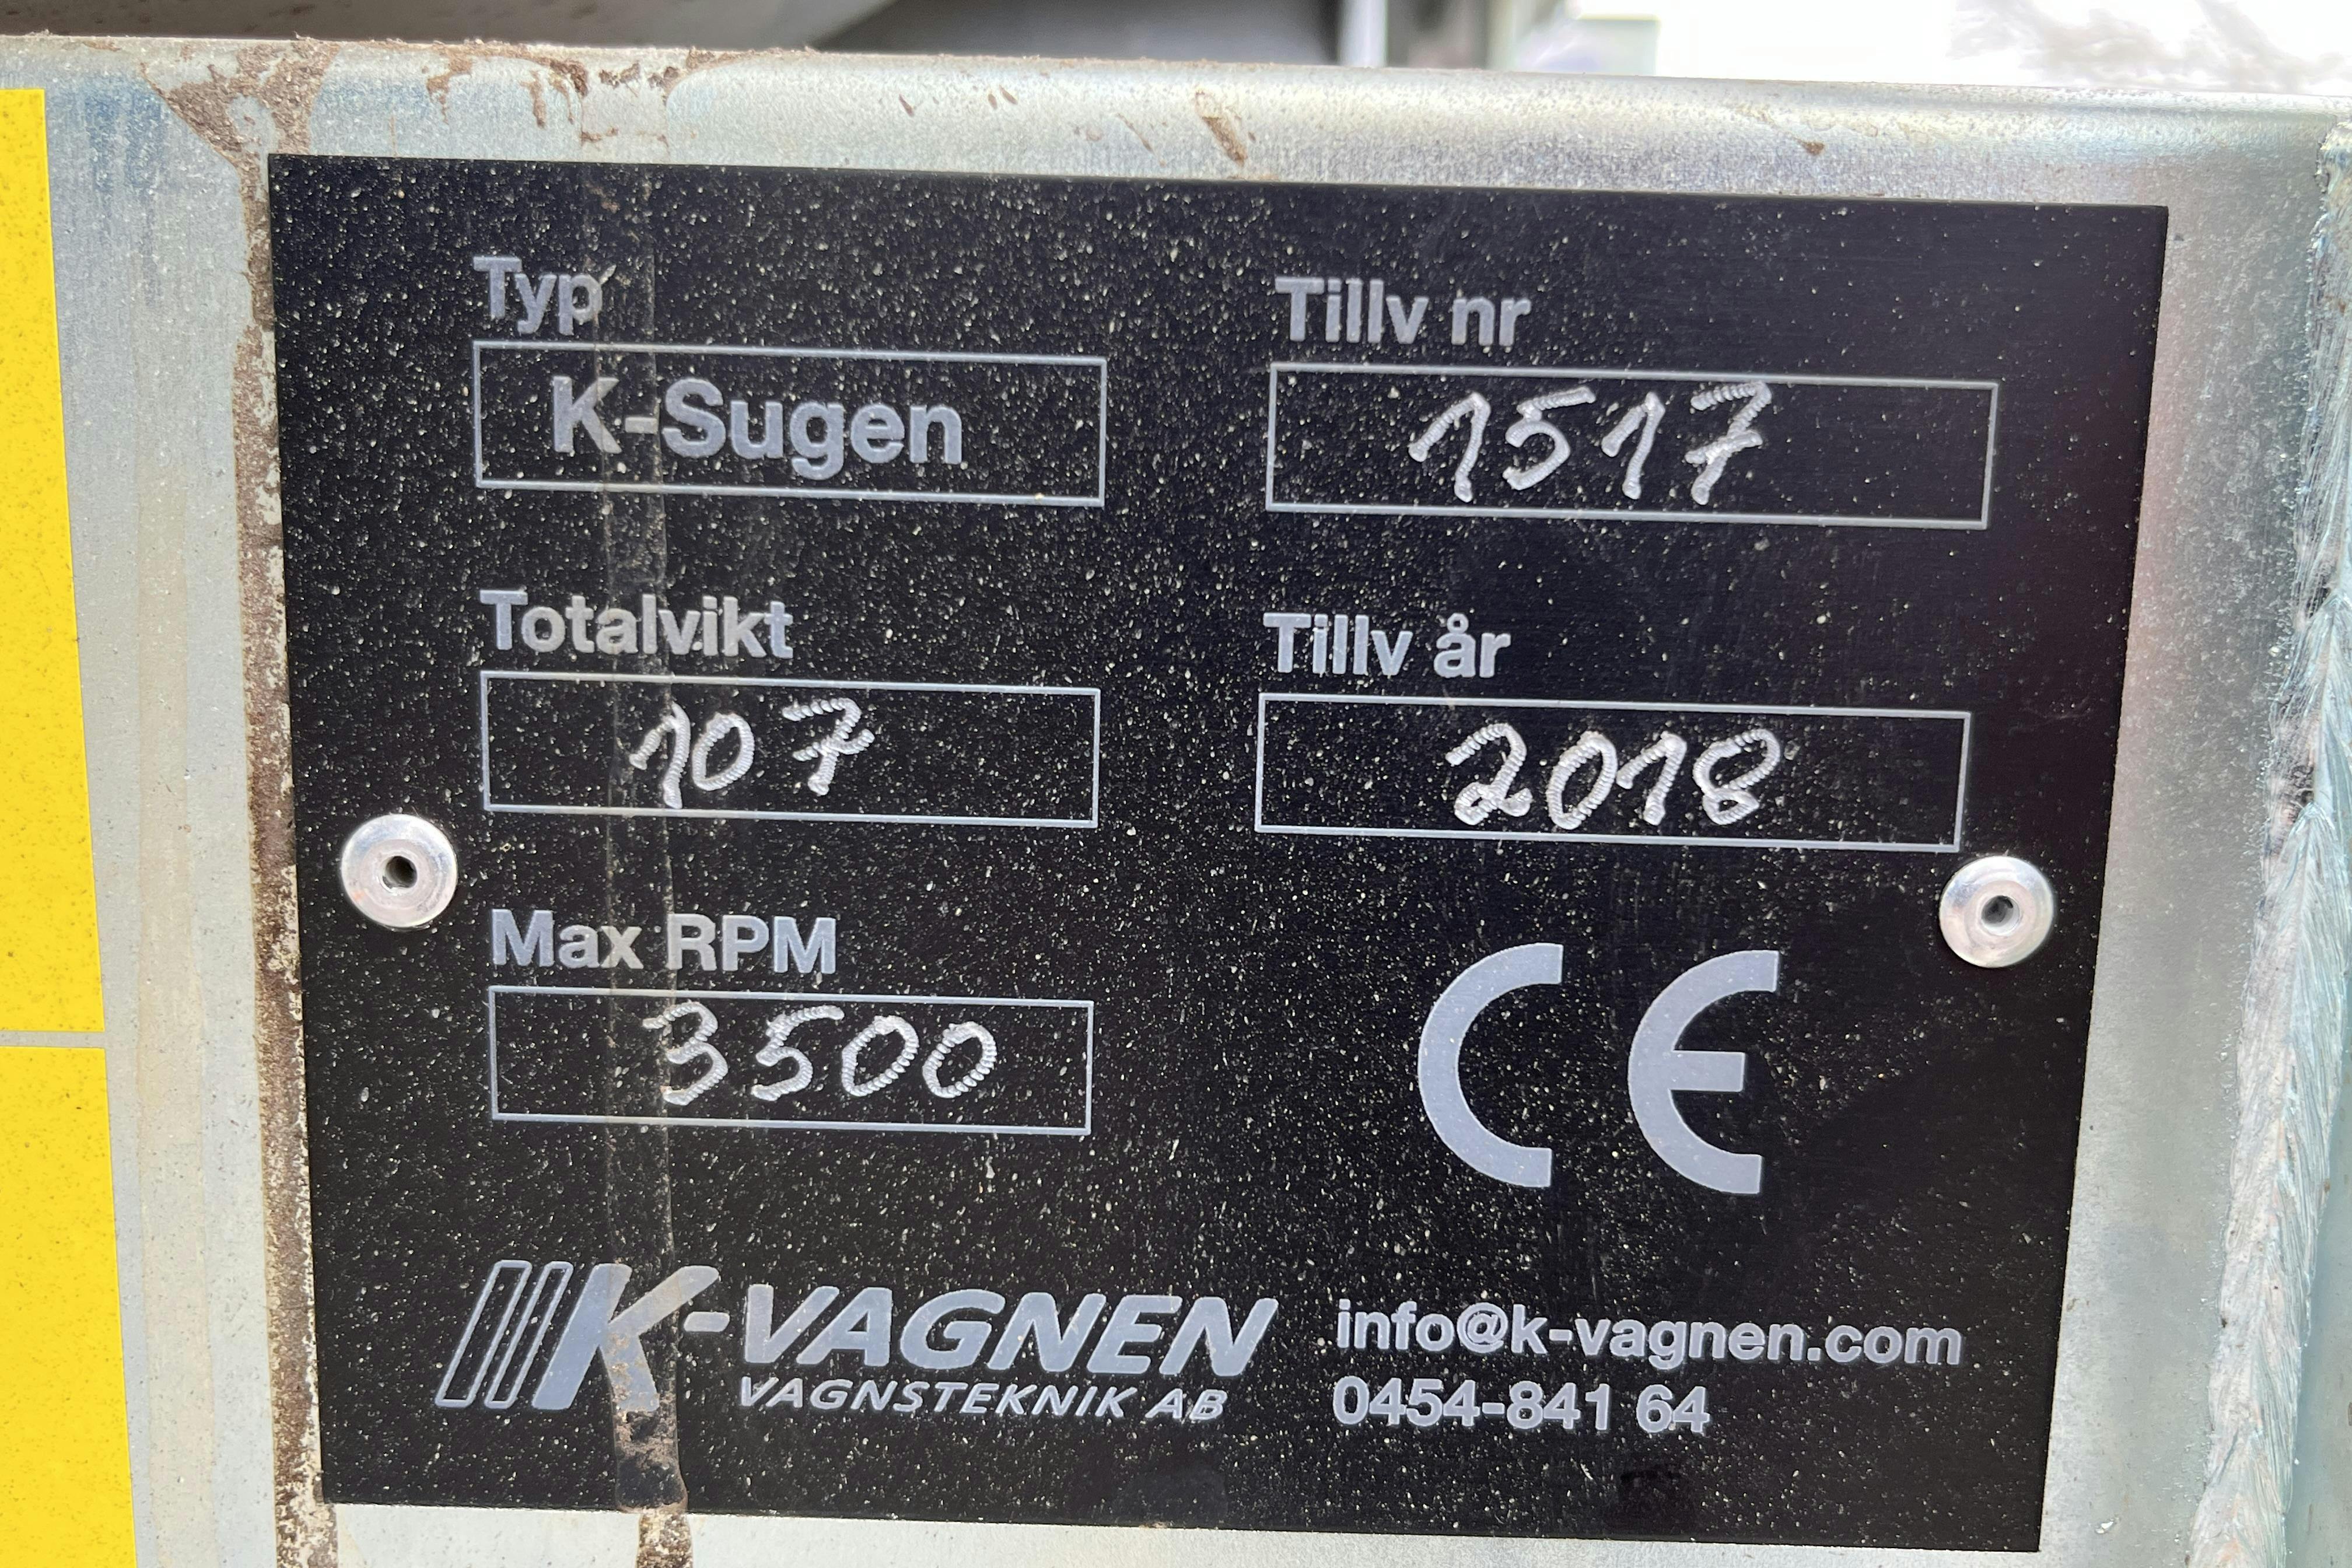 Typ
K-Sugen
Tillv nr
1517
Totalvikt
107
Tillv år
2018
Max RPM
3500
CE
K-VAGNEN
VAGNSTEKNIK AB
info@k-vagnen.com
0454-841 64